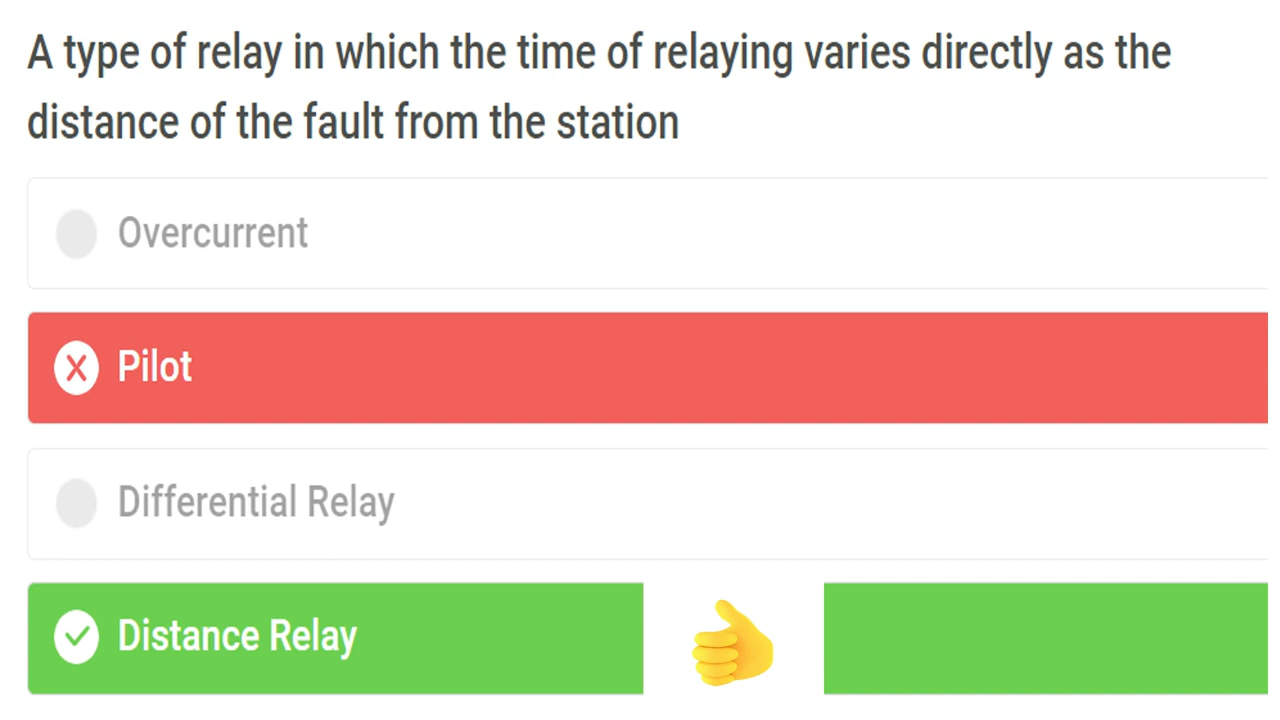 A type of relay in which the time of relaying varies directly as the
distance of the fault from the station
Overcurrent
Pilot
Differential Relay
Distance Relay